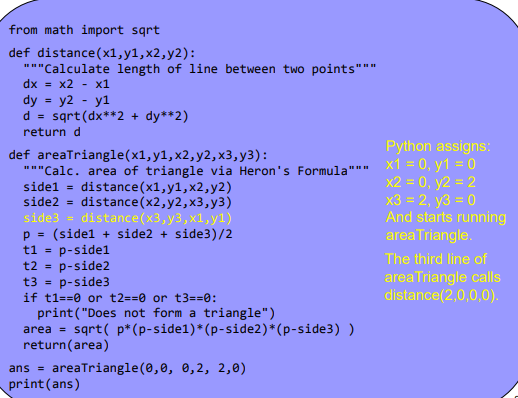 from math import sqrt
def distance(x1,y1,x2,y2):
  """Calculate length of line between two points"""
  dx = x2 - x1
  dy = y2 - y1
  d = sqrt(dx**2 + dy**2)
  return d
def areaTriangle(x1,y1,x2,y2,x3,y3):
  """Calc. area of triangle via Heron's Formula"""
  side1 = distance(x1,y1,x2,y2)
  side2 = distance(x2,y2,x3,y3)
  side3 = distance(x3,y3,x1,y1)
  p = (side1 + side2 + side3)/2
  t1 = p-side1
  t2 = p-side2
  t3 = p-side3
  if t1==0 or t2==0 or t3==0:
    print("Does not form a triangle")
  area = sqrt( p*(p-side1)*(p-side2)*(p-side3) )
  return(area)
ans = areaTriangle(0,0, 0,2, 2,0)
print(ans)
Python assigns:
x1 = 0, y1 = 0
x2 = 0, y2 = 2
x3 = 2, y3 = 0
And starts running
areaTriangle.
The third line of
areaTriangle calls
distance(2,0,0,0).